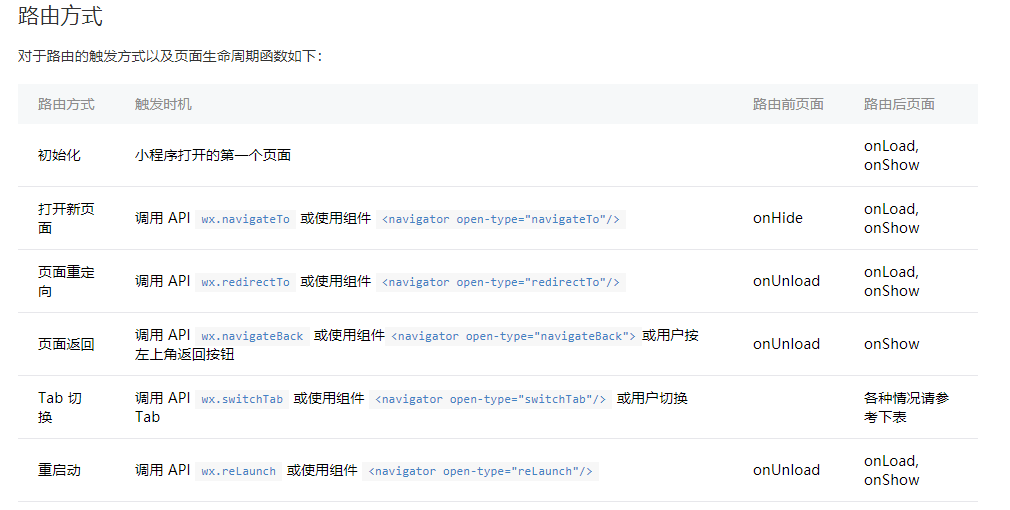 路由方式
对于路由的触发方式以及页面生命周期函数如下：
路由方式 触发时机 路由前页面 路由后页面
初始化 小程序打开的第一个页面 onLoad,
onShow
打开新页
面 调用 API wx.navigateTo 或使用组件 <navigator open-type="navigateTo"/> onHide onLoad,
onShow
页面重定
向 调用 API wx.redirectTo 或使用组件 <navigator open-type="redirectTo"/> onUnload onLoad,
onShow
页面返回 调用 API wx.navigateBack 或使用组件<navigator open-type="navigateBack"> 或用户按
左上角返回按钮 onUnload onShow
Tab 切
换 调用 API wx.switchTab 或使用组件 <navigator open-type="switchTab"/> 或用户切换
Tab 各种情况请参
考下表
重启动 调用 API wx.reLaunch 或使用组件 <navigator open-type="reLaunch"/> onUnload onLoad,
onShow